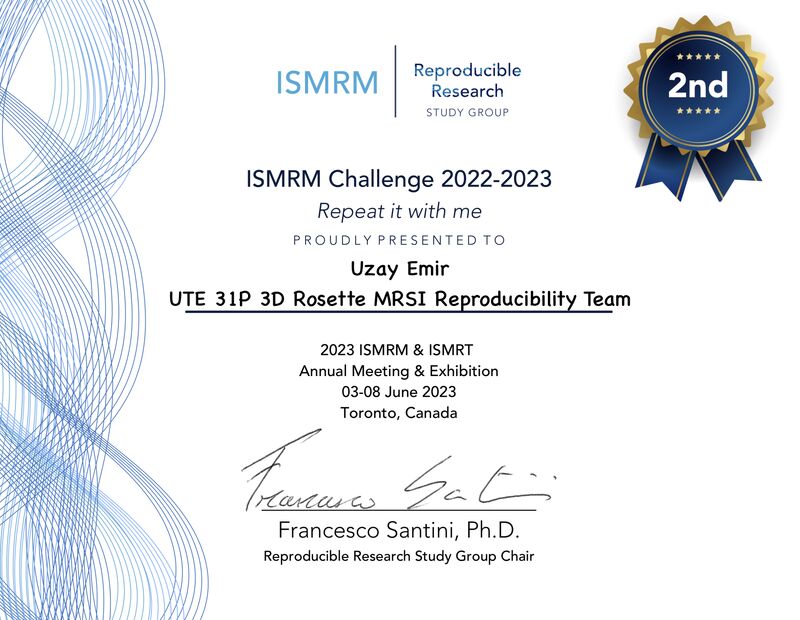 ISMRM
Reproducible
Research
STUDY GROUP
2nd
ISMRM Challenge 2022-2023
Repeat it with me
PROUDLY PRESENTED TO
Uzay Emir
UTE 31P 3D Rosette MRSI Reproducibility Team
2023 ISMRM & ISMRT
Annual Meeting & Exhibition
03-08 June 2023
Toronto, Canada
Francesco Santini
Francesco Santini, Ph.D.
Reproducible Research Study Group Chair